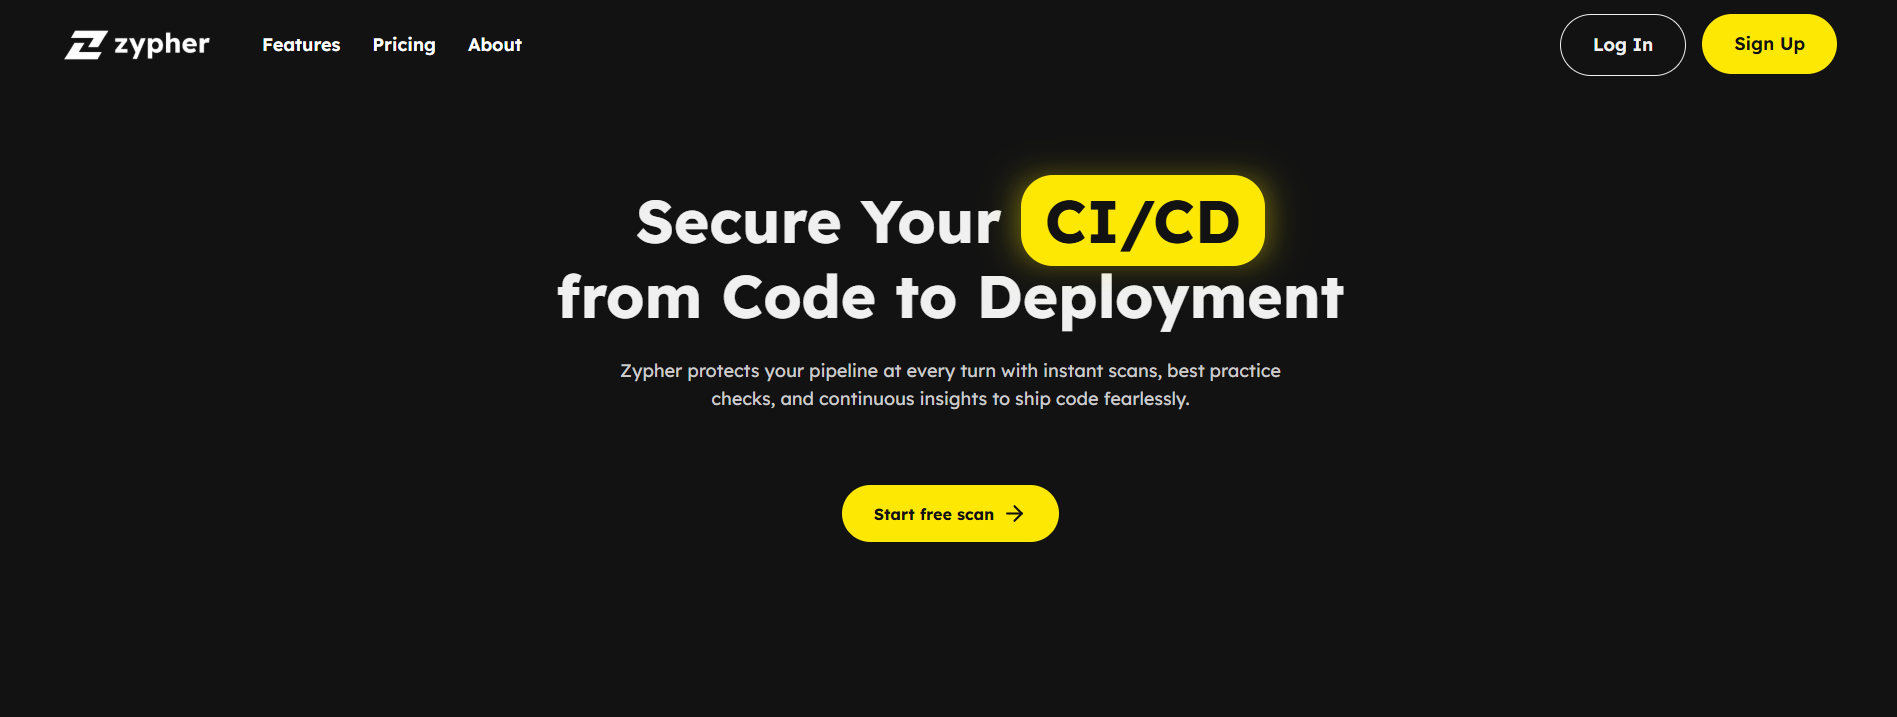 zypher
Features
Pricing
About
Log In
Sign Up
Secure Your CI/CD
from Code to Deployment
Zypher protects your pipeline at every turn with instant scans, best practice
checks, and continuous insights to ship code fearlessly.
Start free scan